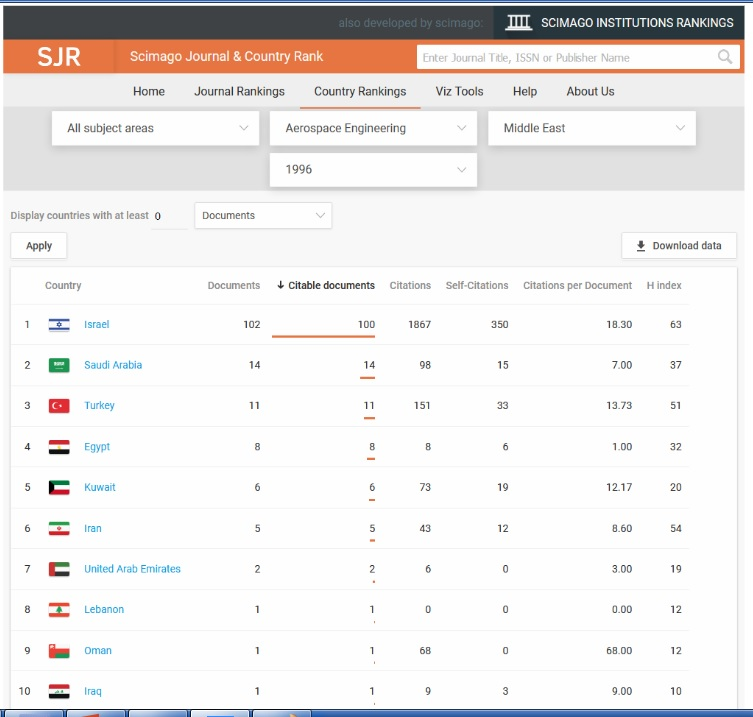 also developed by scimago: SCIMAGO INSTITUTIONS RANKINGS
SJR Scimago Journal & Country Rank Enter Journal Title, ISSN or Publisher Name
Home Journal Rankings Country Rankings Viz Tools Help About Us
All subject areas Aerospace Engineering Middle East
1996
Display countries with at least 0 Documents
Apply Download data
Country Documents ↓ Citable documents Citations Self-Citations Citations per Document H index
1 Israel 102 100 1867 350 18.30 63
2 Saudi Arabia 14 14 98 15 7.00 37
3 Turkey 11 11 151 33 13.73 51
4 Egypt 8 8 8 6 1.00 32
5 Kuwait 6 6 73 19 12.17 20
6 Iran 5 5 43 12 8.60 54
7 United Arab Emirates 2 2 6 0 3.00 19
8 Lebanon 1 1 0 0 0.00 12
9 Oman 1 1 68 0 68.00 12
10 Iraq 1 1 9 3 9.00 10